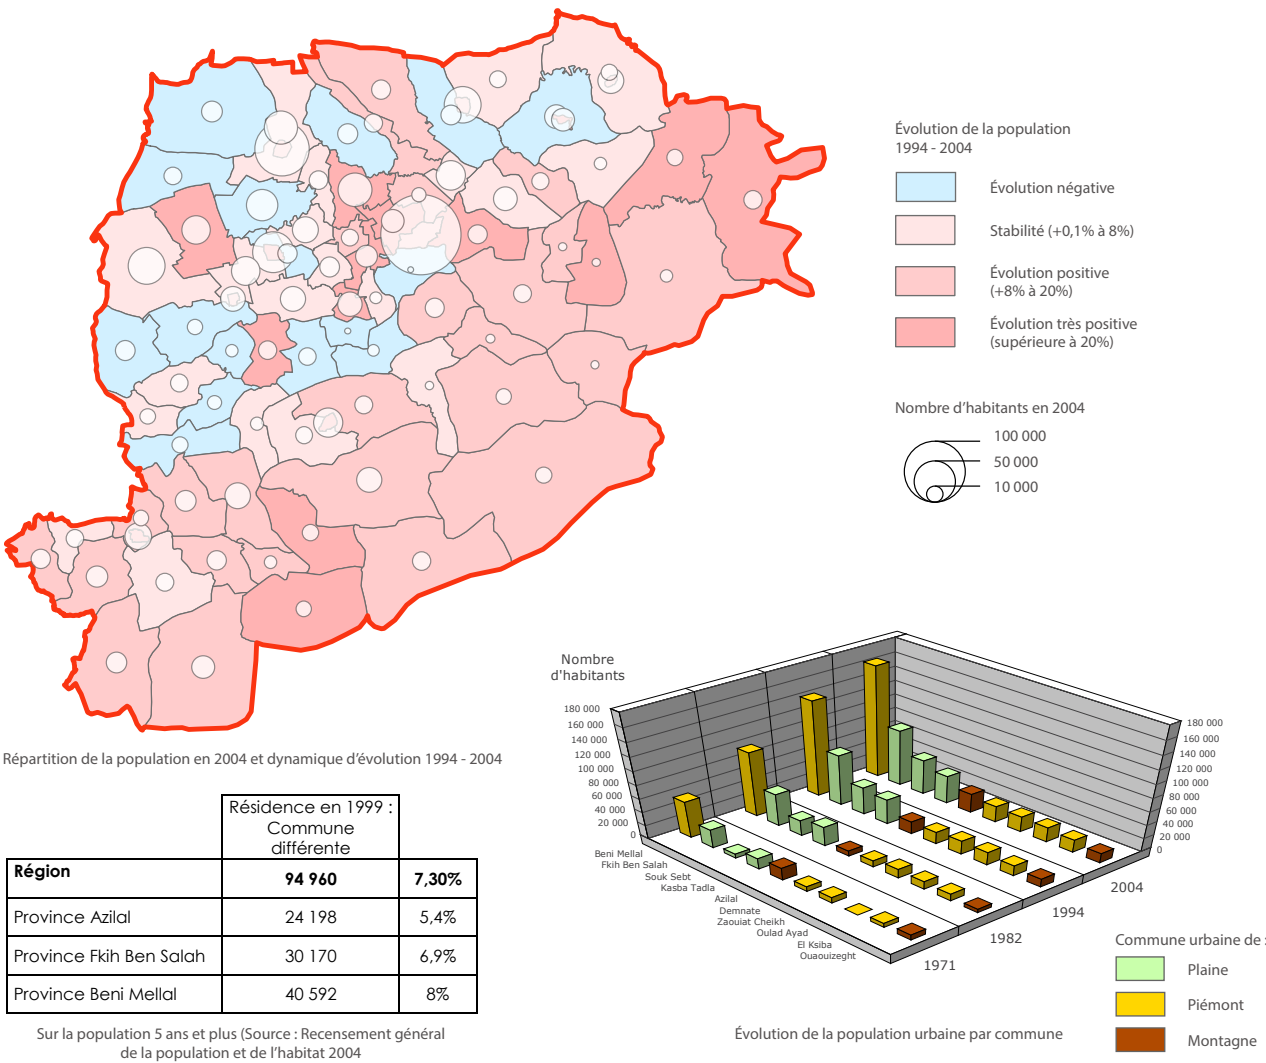 Évolution de la population
1994 - 2004
Évolution négative
Stabilité (+0,1% à 8%)
Évolution positive
(+8% à 20%)
Évolution très positive
(supérieure à 20%)
Nombre d'habitants en 2004
100 000
50 000
10 000
Répartition de la population en 2004 et dynamique d'évolution 1994 - 2004
Résidence en 1999 :
Commune
différente
Région 94 960 7,30%
Province Azilal 24 198 5,4%
Province Fkih Ben Salah 30 170 6,9%
Province Beni Mellal 40 592 8%
Sur la population 5 ans et plus (Source : Recensement général
de la population et de l'habitat 2004
Nombre
d'habitants
180 000
160 000
140 000
120 000
100 000
80 000
60 000
40 000
20 000
0
180 000
160 000
140 000
120 000
100 000
80 000
60 000
40 000
20 000
0
Beni Mellal
Fkih Ben Salah
Souk Sebt
Kasba Tadla
Azilal
Demnate
Zaouiat Cheikh
Oulad Ayad
El Ksiba
Ouaouizeght
1971
1982
1994
2004
Commune urbaine de :
Plaine
Piémont
Montagne
Évolution de la population urbaine par commune